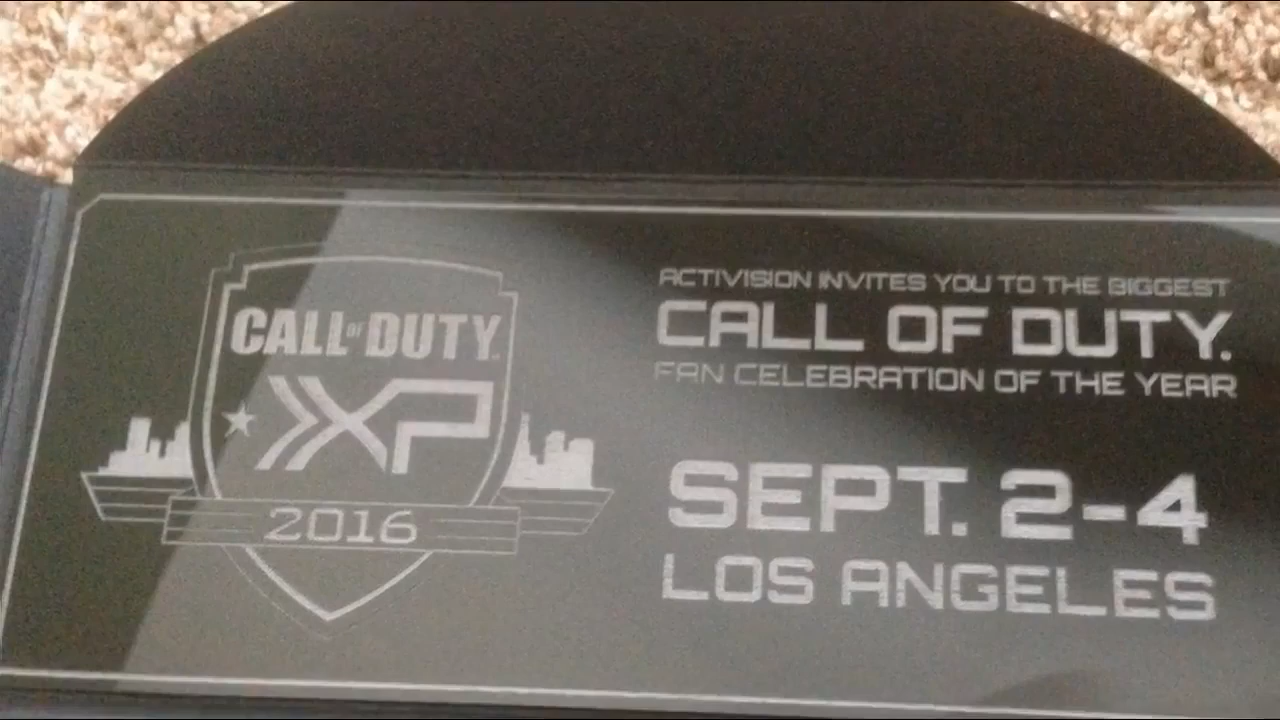 CALL OF DUTY
XP
2016
ACTIVISION INVITES YOU TO THE BIGGEST
CALL OF DUTY.
FAN CELEBRATION OF THE YEAR
SEPT. 2-4
LOS ANGELES